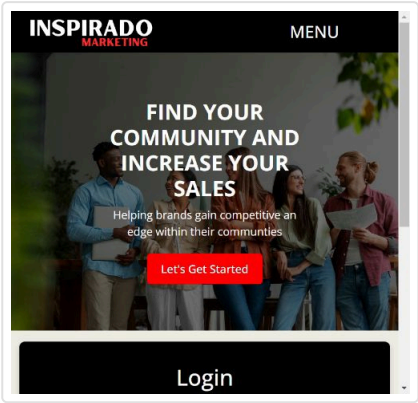 INSPIRADO
MARKETING
MENU
FIND YOUR
COMMUNITY AND
INCREASE YOUR
SALES
Helping brands gain competitive an
edge within their communties
Let's Get Started
Login